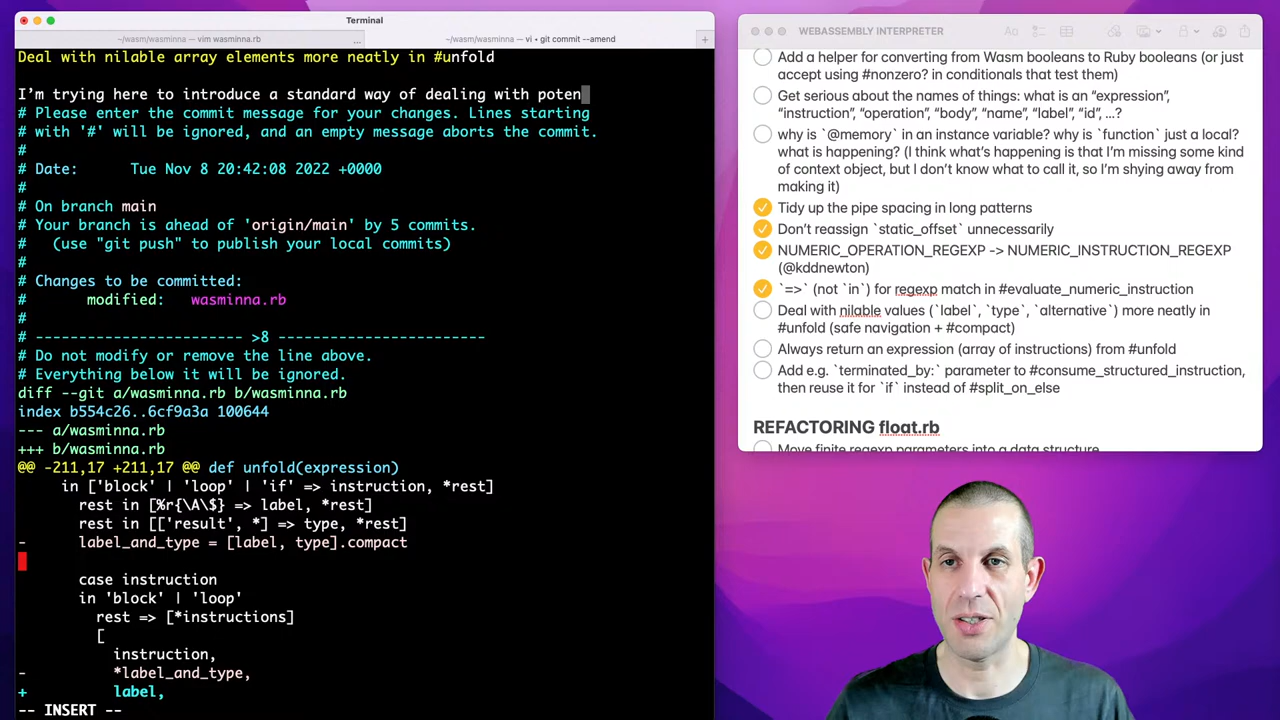 Terminal
~/wasm/wasminna — vim wasminna.rb
...
~/wasm/wasminna — vi • git commit --amend
+
Deal with nilable array elements more neatly in #unfold
I’m trying here to introduce a standard way of dealing with poten
# Please enter the commit message for your changes. Lines starting
# with '#' will be ignored, and an empty message aborts the commit.
#
# Date:      Tue Nov 8 20:42:08 2022 +0000
#
# On branch main
# Your branch is ahead of 'origin/main' by 5 commits.
#   (use "git push" to publish your local commits)
#
# Changes to be committed:
#       modified:   wasminna.rb
#
# ------------------------ >8 ------------------------
# Do not modify or remove the line above.
# Everything below it will be ignored.
diff --git a/wasminna.rb b/wasminna.rb
index b554c26..6cf9a3a 100644
--- a/wasminna.rb
+++ b/wasminna.rb
@@ -211,17 +211,17 @@ def unfold(expression)
     in ['block' | 'loop' | 'if' => instruction, *rest]
       rest in [%r{\A\$} => label, *rest]
       rest in [['result', *] => type, *rest]
-      label_and_type = [label, type].compact
       case instruction
       in 'block' | 'loop'
         rest => [*instructions]
         [
           instruction,
-          *label_and_type,
+          label,
-- INSERT --
WEBASSEMBLY INTERPRETER
Aa
Add a helper for converting from Wasm booleans to Ruby booleans (or just
accept using #nonzero? in conditionals that test them)
Get serious about the names of things: what is an “expression”,
“instruction”, “operation”, “body”, “name”, “label”, “id”, …?
why is `@memory` in an instance variable? why is `function` just a local?
what is happening? (I think what’s happening is that I’m missing some kind
of context object, but I don’t know what to call it, so I’m shying away from
making it)
Tidy up the pipe spacing in long patterns
Don’t reassign `static_offset` unnecessarily
NUMERIC_OPERATION_REGEXP -> NUMERIC_INSTRUCTION_REGEXP
(@kddnewton)
`=>` (not `in`) for regexp match in #evaluate_numeric_instruction
Deal with nilable values (`label`, `type`, `alternative`) more neatly in
#unfold (safe navigation + #compact)
Always return an expression (array of instructions) from #unfold
Add e.g. `terminated_by:` parameter to #consume_structured_instruction,
then reuse it for `if` instead of #split_on_else
REFACTORING float.rb
Move finite regexp parameters into a data structure